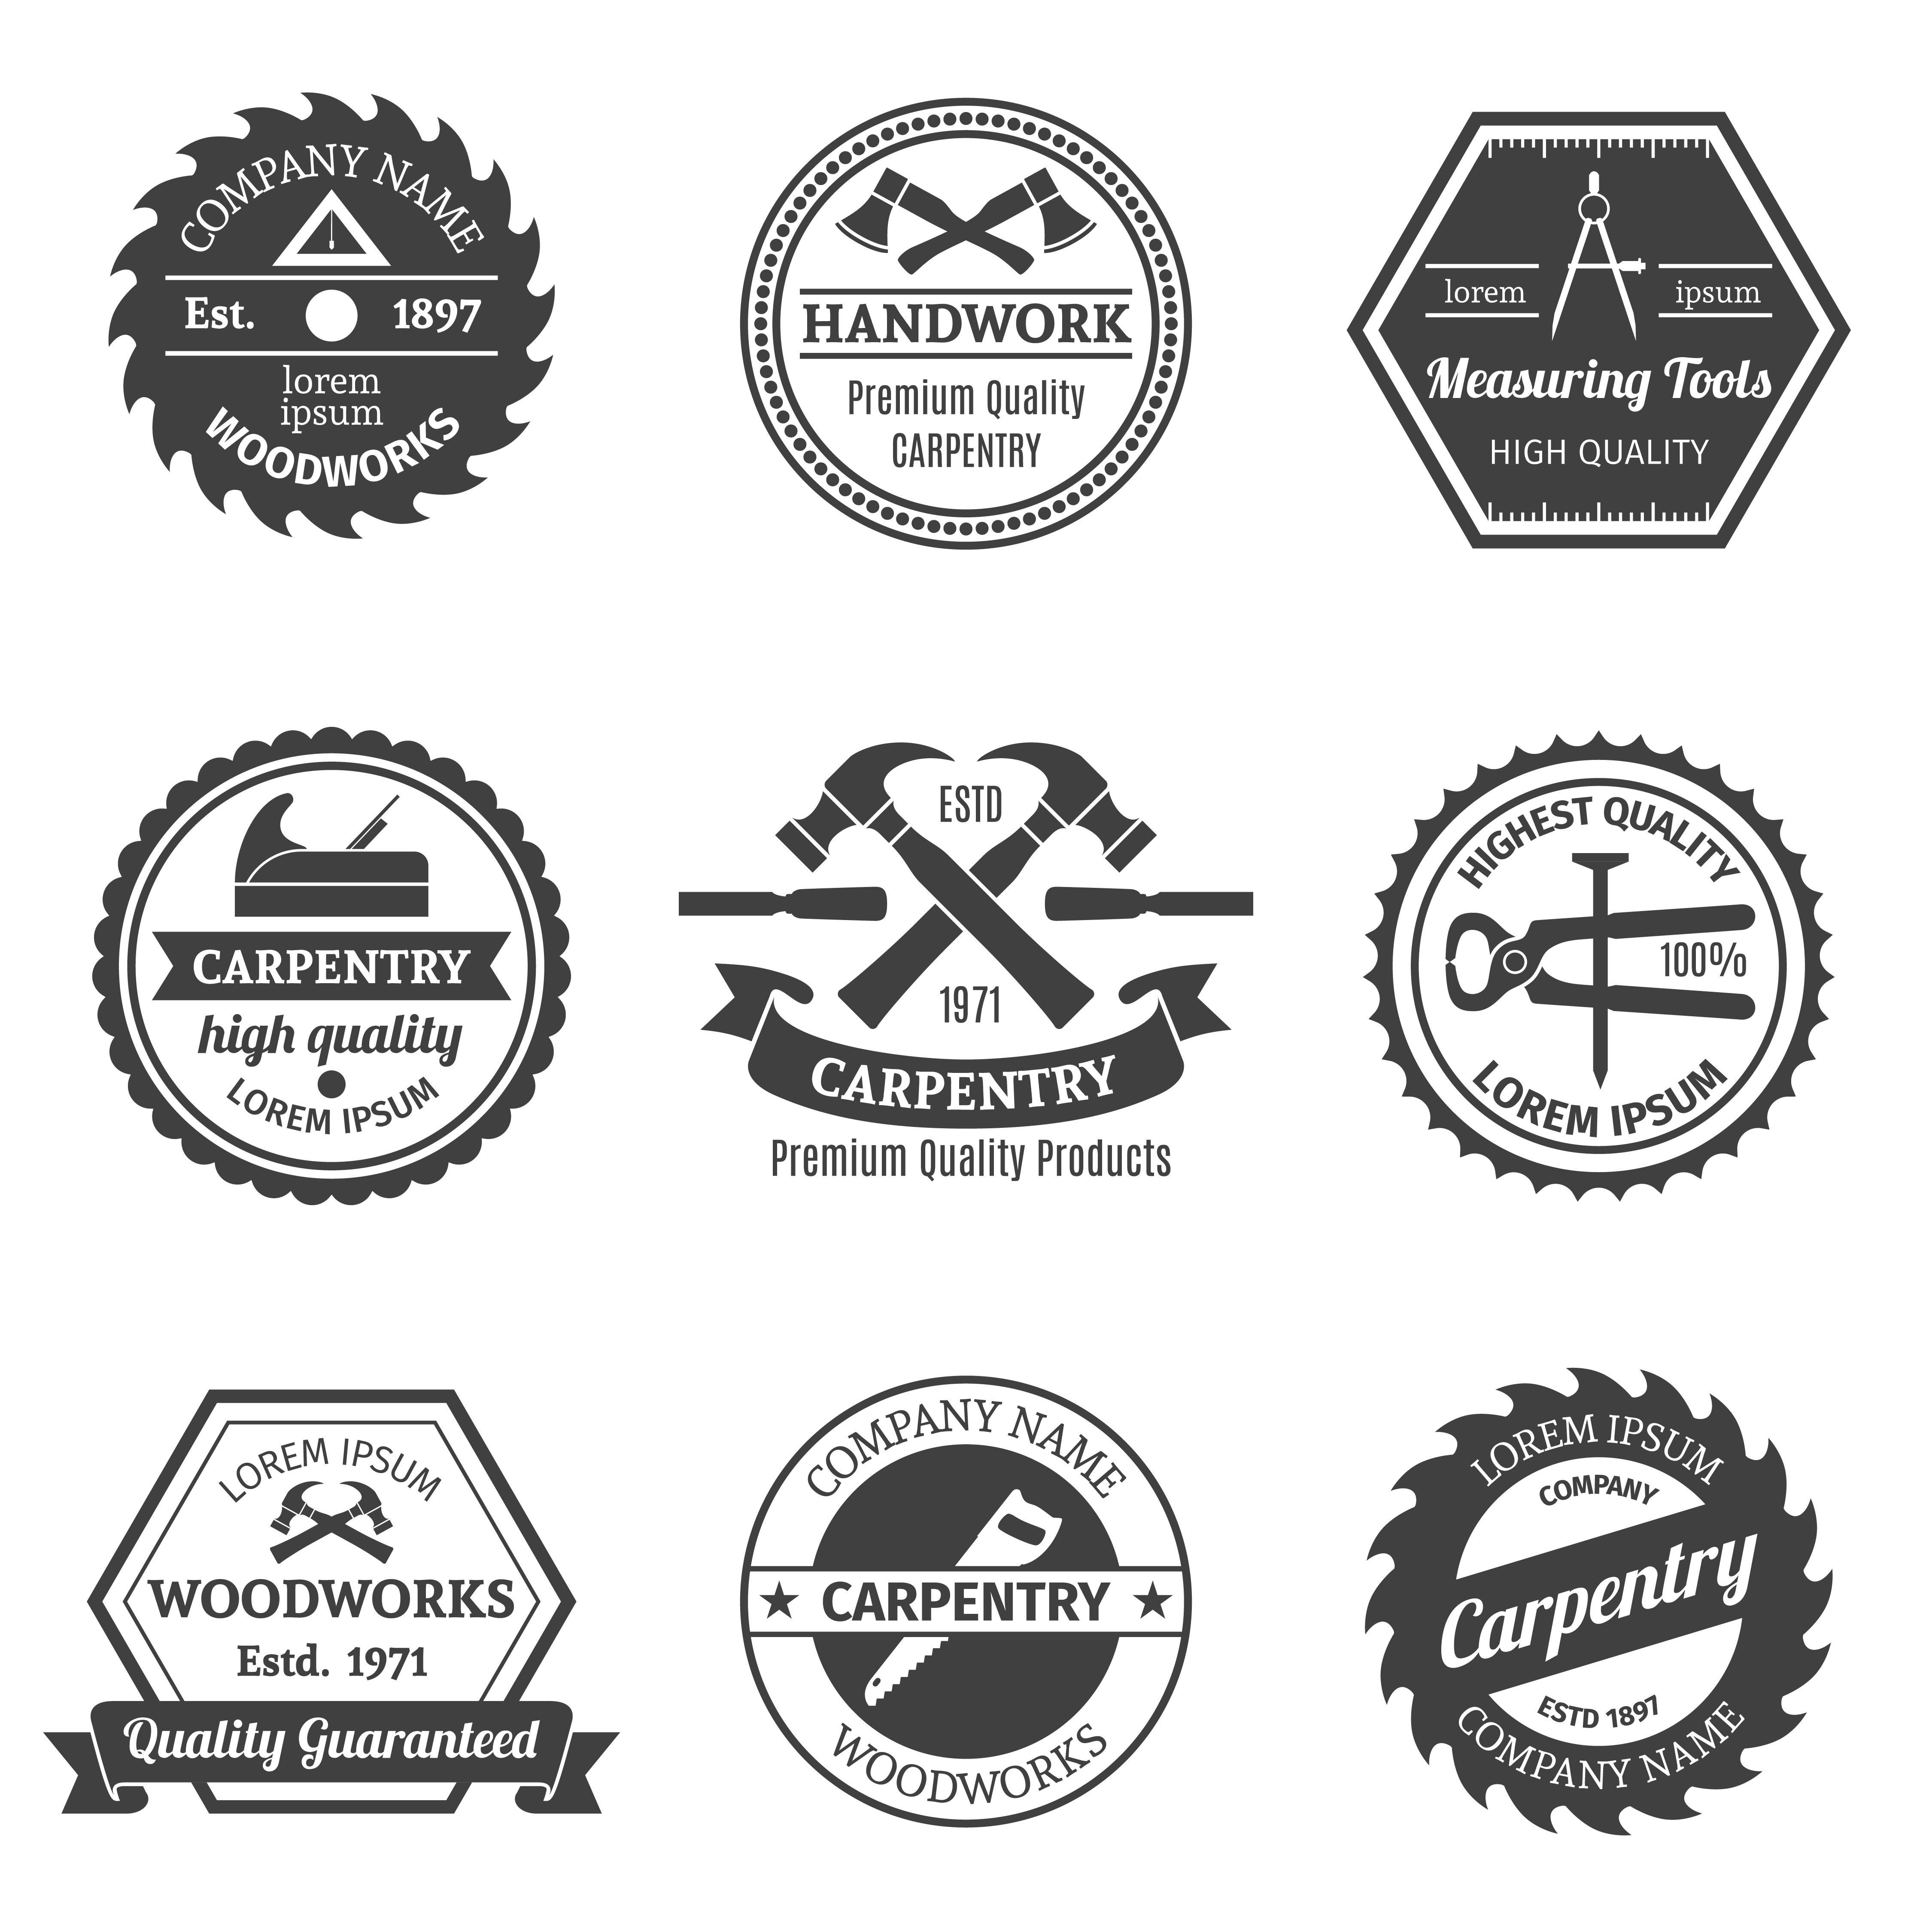 COMPANY NAME
Est. 1897
lorem
ipsum
WOODWORKS
HANDWORK
Premium Quality
CARPENTRY
lorem ipsum
Measuring Tools
HIGH QUALITY
CARPENTRY
high quality
LOREM IPSUM
ESTD
1971
CARPENTRY
Premium Quality Products
HIGHEST QUALITY
100%
LOREM IPSUM
LOREM IPSUM
WOODWORKS
Estd. 1971
Quality Guaranteed
COMPANY NAME
CARPENTRY
WOODWORKS
LOREM IPSUM
COMPANY
Carpentry
ESTD 1897
COMPANY NAME